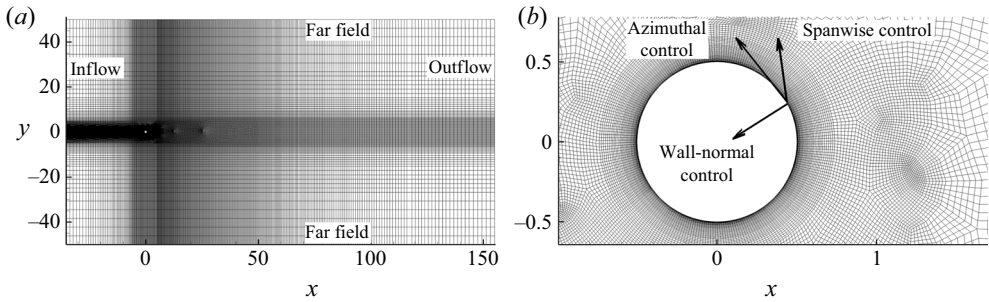 (a)
40
20
y 0
–20
–40
Far field
Inflow
Outflow
Far field
0
50
100
150
x
(b)
0.5
0
–0.5
Azimuthal
control
Spanwise control
Wall-normal
control
0
1
x